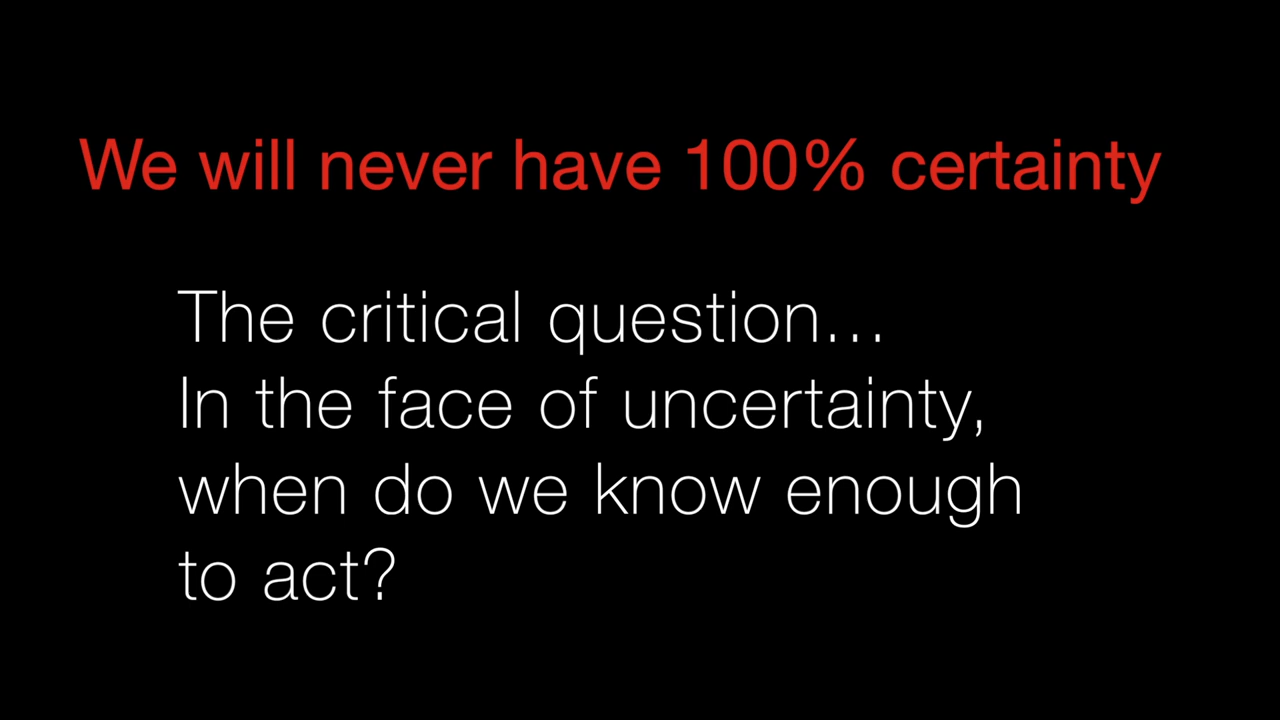 We will never have 100% certainty
The critical question...
In the face of uncertainty,
when do we know enough
to act?